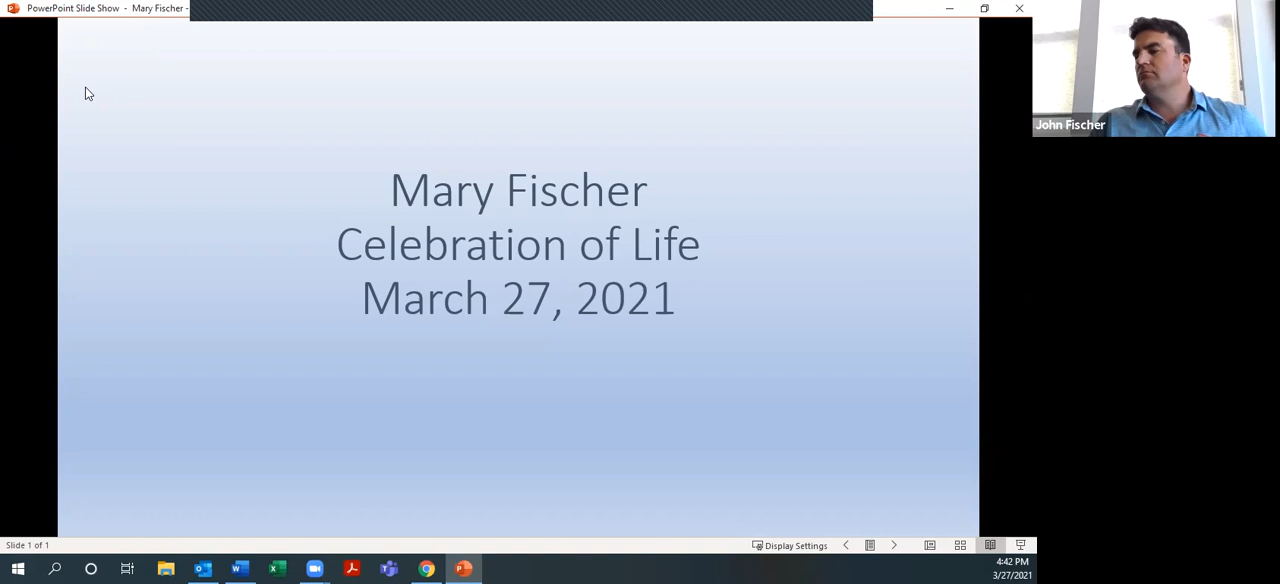 PowerPoint Slide Show - Mary Fischer -
John Fischer
Mary Fischer
Celebration of Life
March 27, 2021
Slide 1 of 1
Display Settings
4:42 PM
3/27/2021